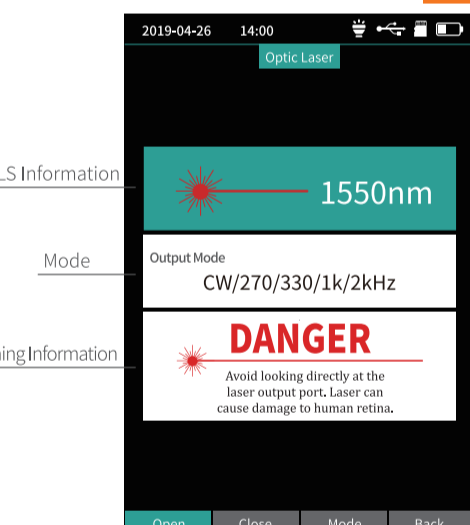 2019-04-26 14:00
Optic Laser
LS Information
1550nm
Mode
Output Mode
CW/270/330/1k/2kHz
ing Information
DANGER
Avoid looking directly at the
laser output port. Laser can
cause damage to human retina.
Open Close Mode Back